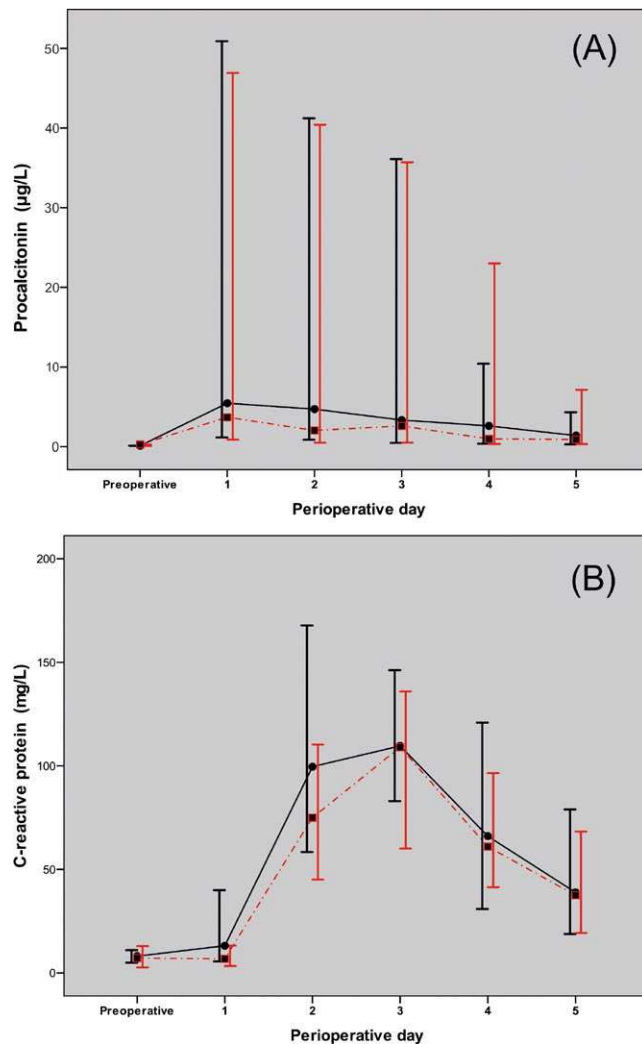 (A)
50
40
30
20
10
0
Procalcitonin (µg/L)
Preoperative 1 2 3 4 5
Perioperative day
(B)
200
150
100
50
0
C-reactive protein (mg/L)
Preoperative 1 2 3 4 5
Perioperative day